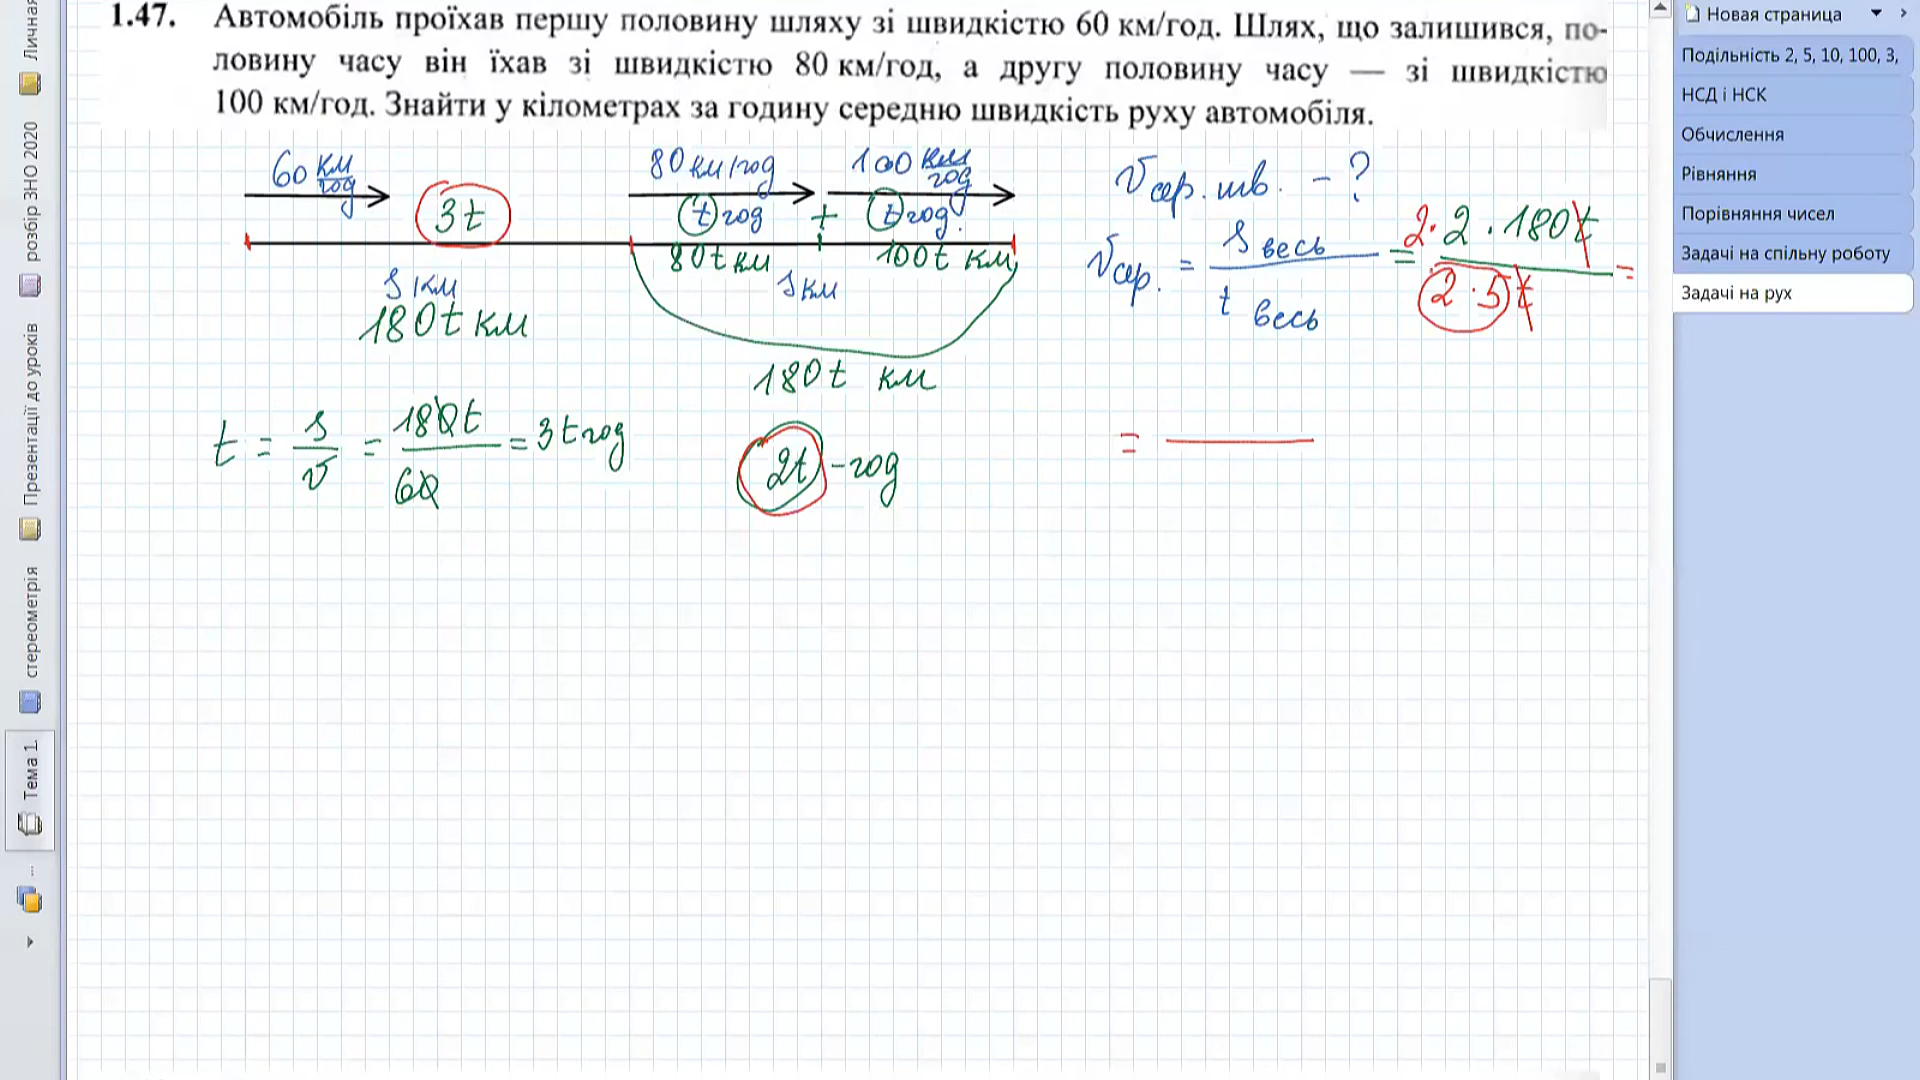 1.47. Автомобіль проїхав першу половину шляху зі швидкістю 60 км/год. Шлях, що залишився, по-
ловину часу він їхав зі швидкістю 80 км/год, а другу половину часу — зі швидкістю
100 км/год. Знайти у кілометрах за годину середню швидкість руху автомобіля.
60 км/год
80 км/год
100 км/год
Vсер. шв. - ?
3t
t год + t год.
80t км
100t км
S км
S км
180t км
180t км
Vсер. = S весь / t весь = 2 · 2 · 180t / 2 · 5t =
t = S/V = 180t/60 = 3t год
2t - год
=
Личная
розбір ЗНО 2020
Презентації до уроків
стереометрія
Тема 1.
...
Новая страница
Подільність 2, 5, 10, 100, 3,
НСД і НСК
Обчислення
Рівняння
Порівняння чисел
Задачі на спільну роботу
Задачі на рух